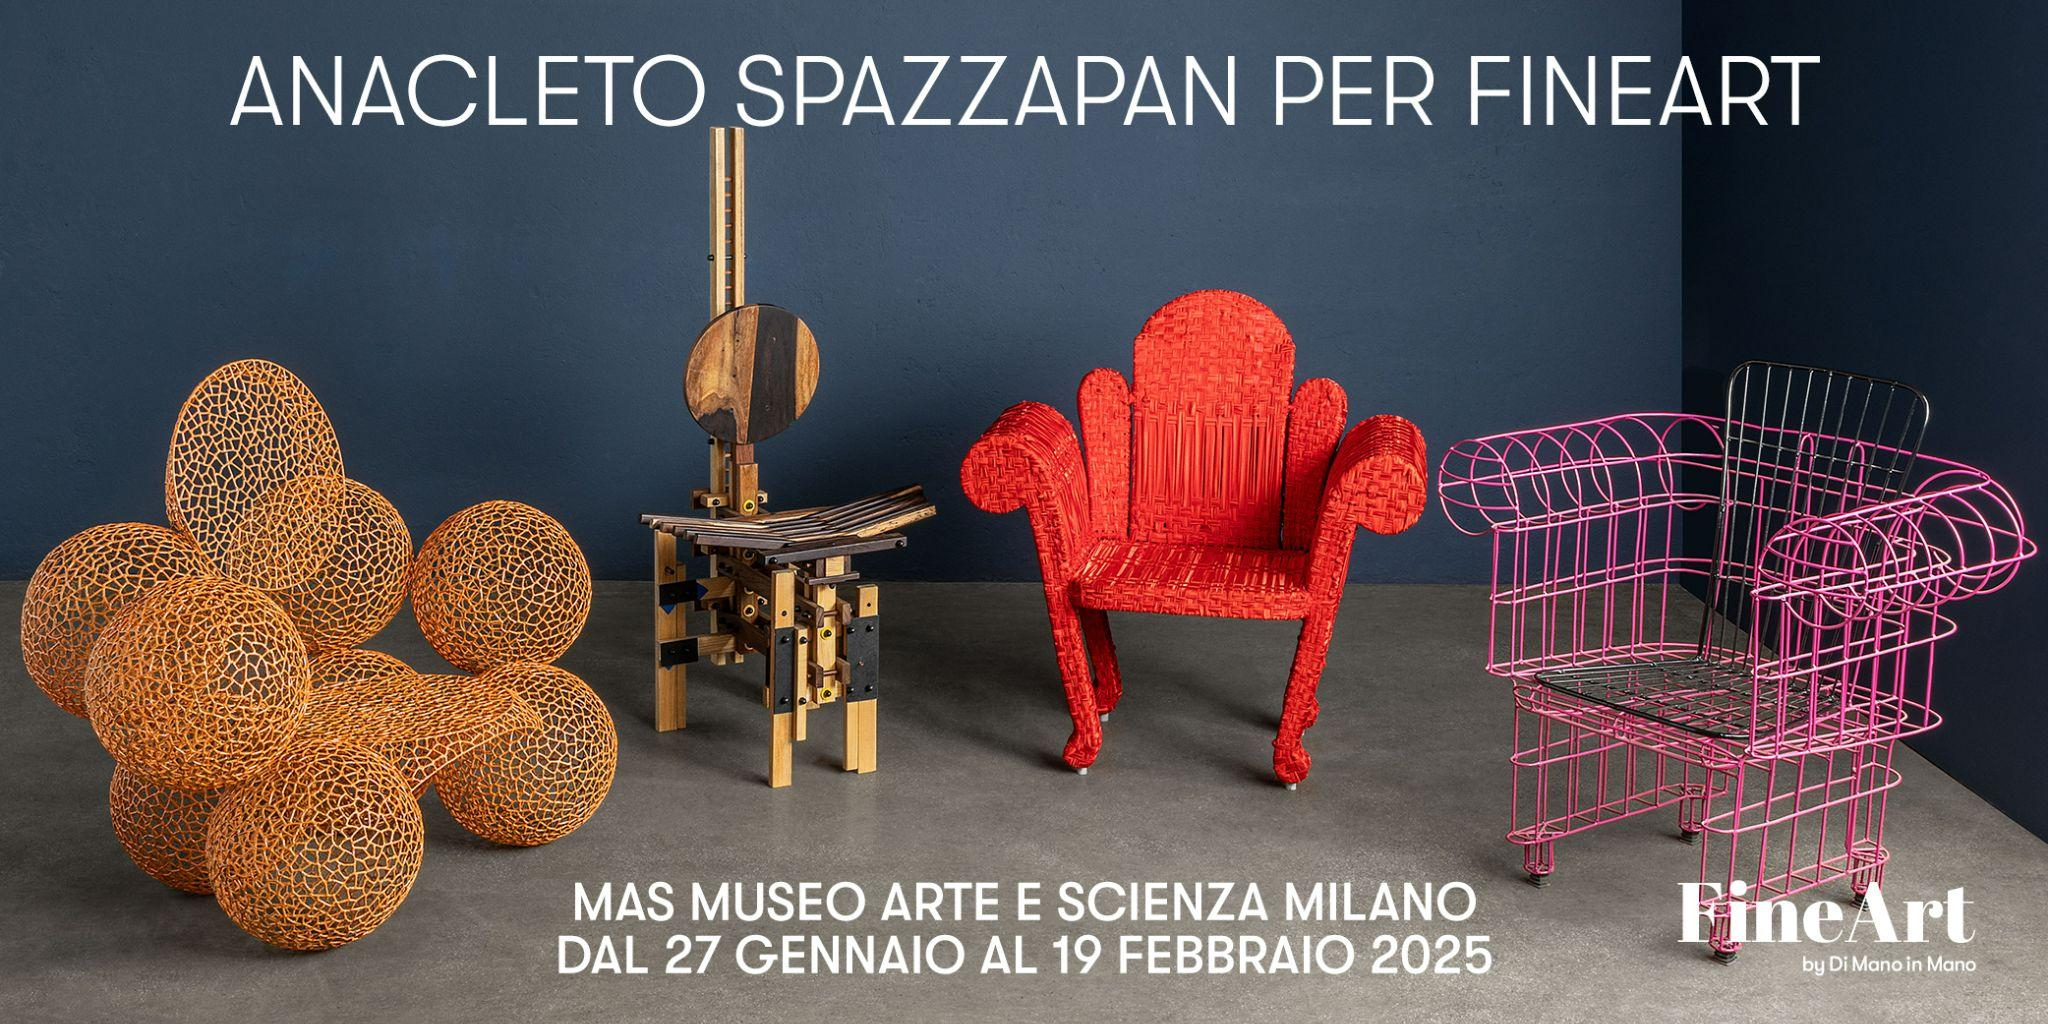 ANACLETO SPAZZAPAN PER FINEART
MAS MUSEO ARTE E SCIENZA MILANO
DAL 27 GENNAIO AL 19 FEBBRAIO 2025
FineArt
by Di Mano in Mano